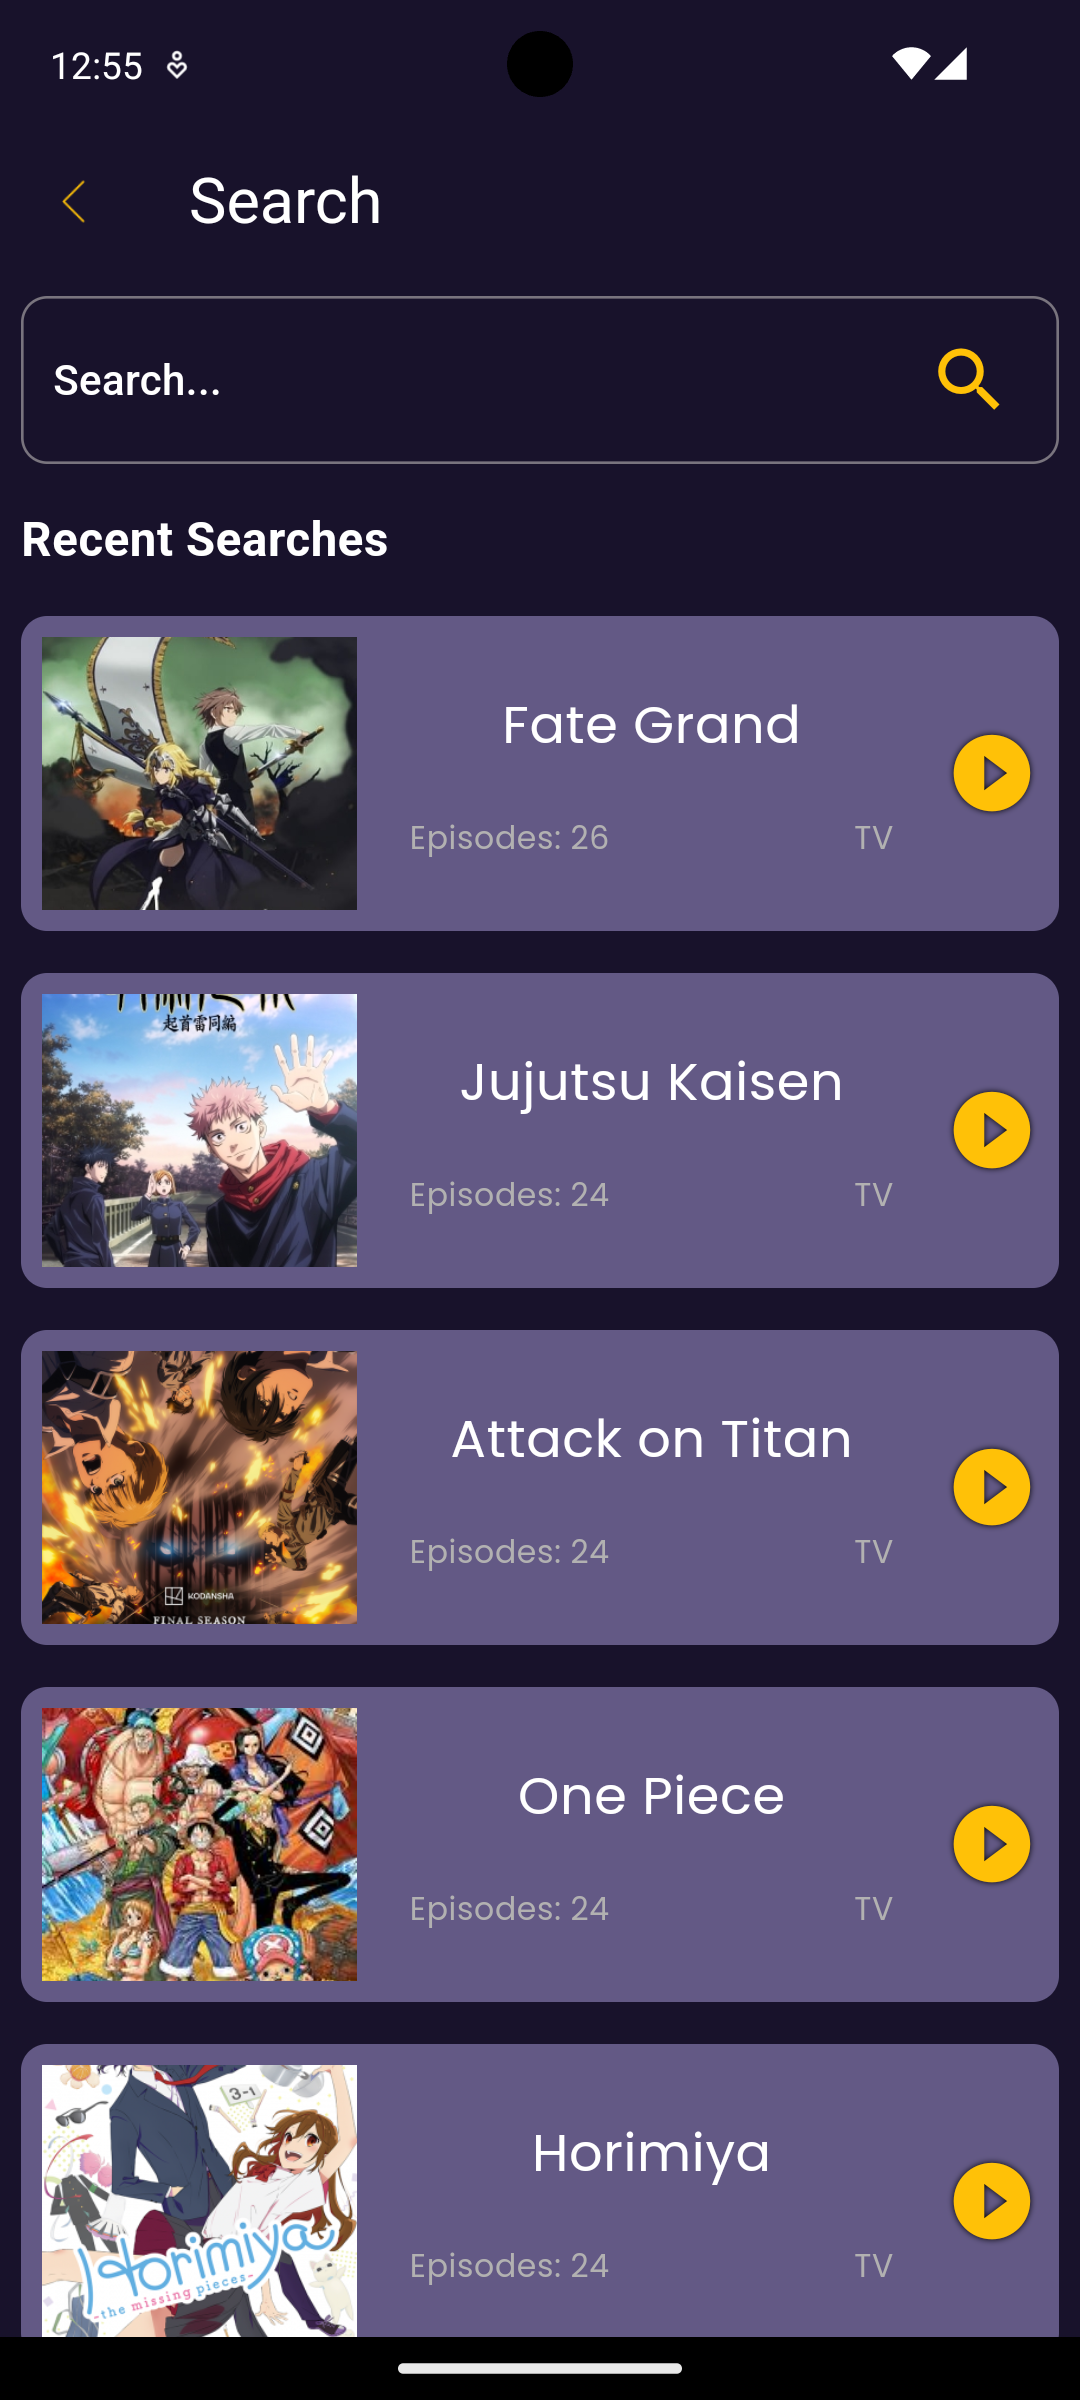 12:55
Search
Search...
Recent Searches
Fate Grand
Episodes: 26
TV
起首雷同編
Jujutsu Kaisen
Episodes: 24
TV
KODANSHA
FINAL SEASON
Attack on Titan
Episodes: 24
TV
One Piece
Episodes: 24
TV
3-1
Horimiya
-the missing pieces-
Horimiya
Episodes: 24
TV